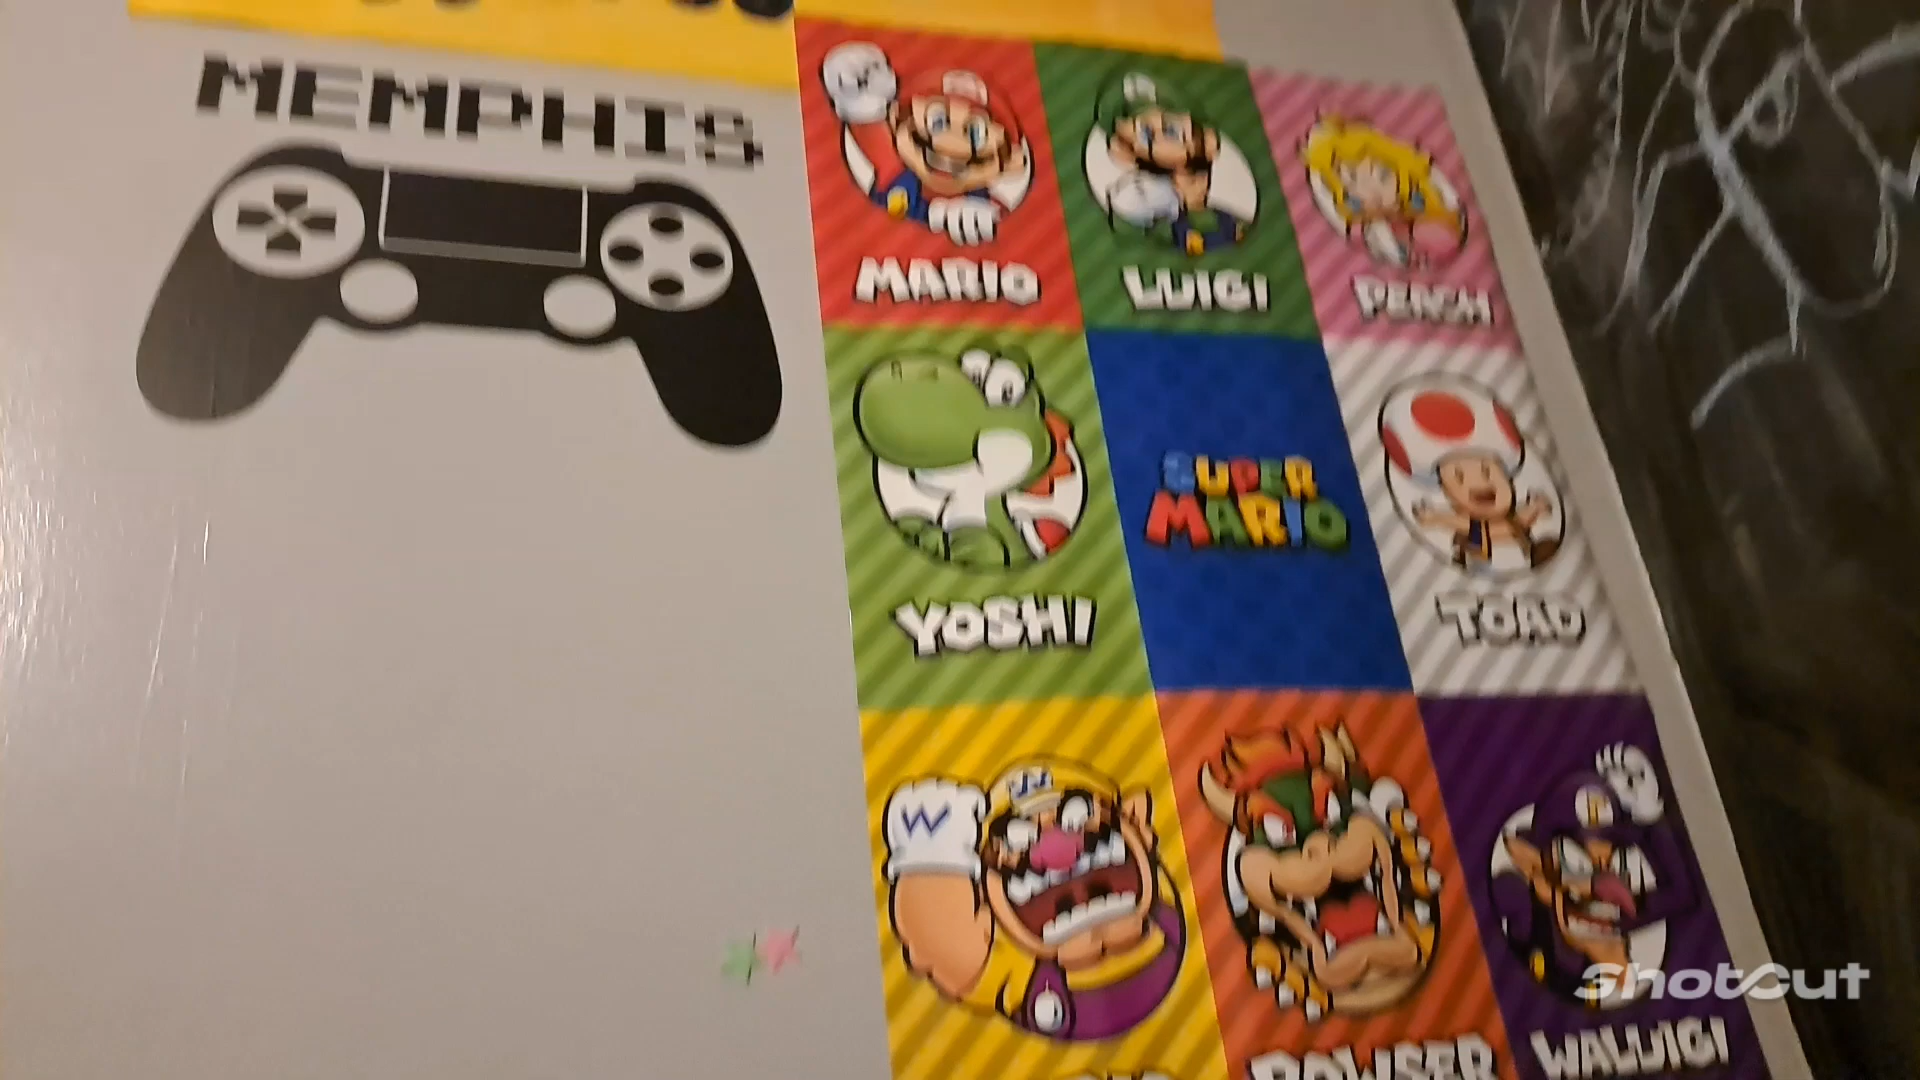 MEMPHIS
MARIO
LUIGI
PEACH
YOSHI
SUPER
MARIO
TOAD
W
BOWSER
WALUIGI
ShotCut